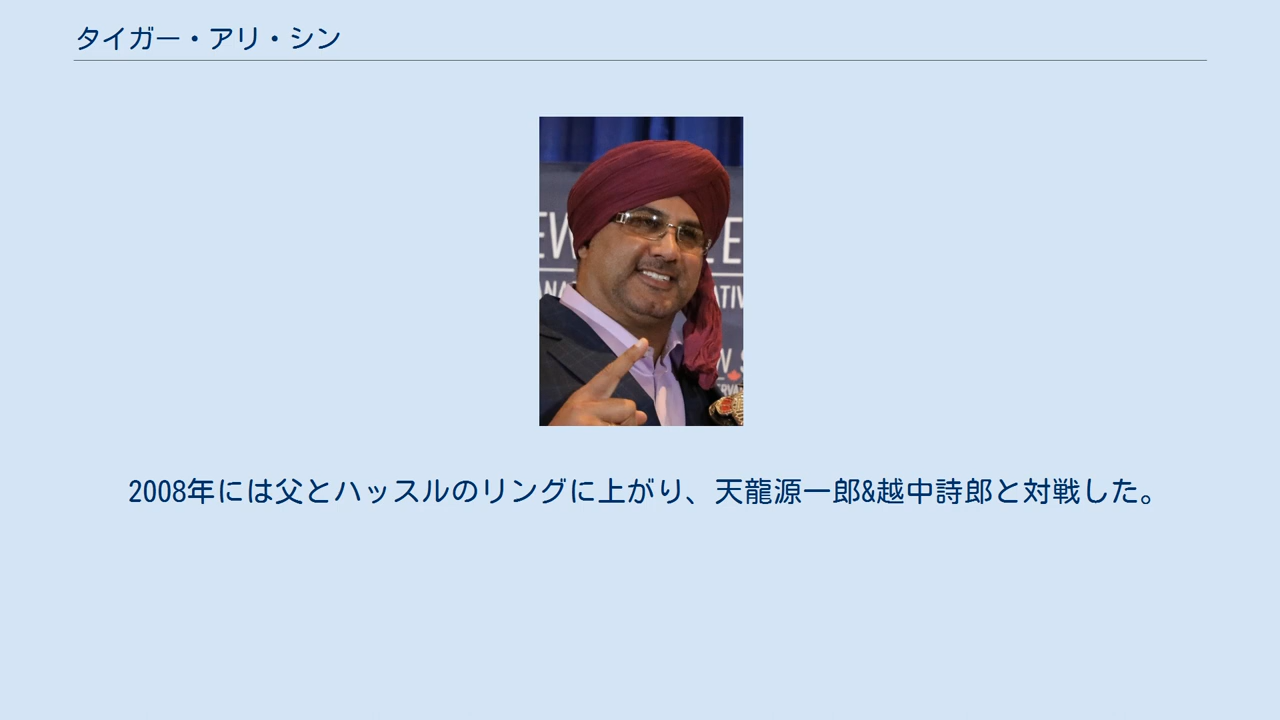 タイガー・アリ・シン
2008年には父とハッスルのリングに上がり、天龍源一郎&越中詩郎と対戦した。